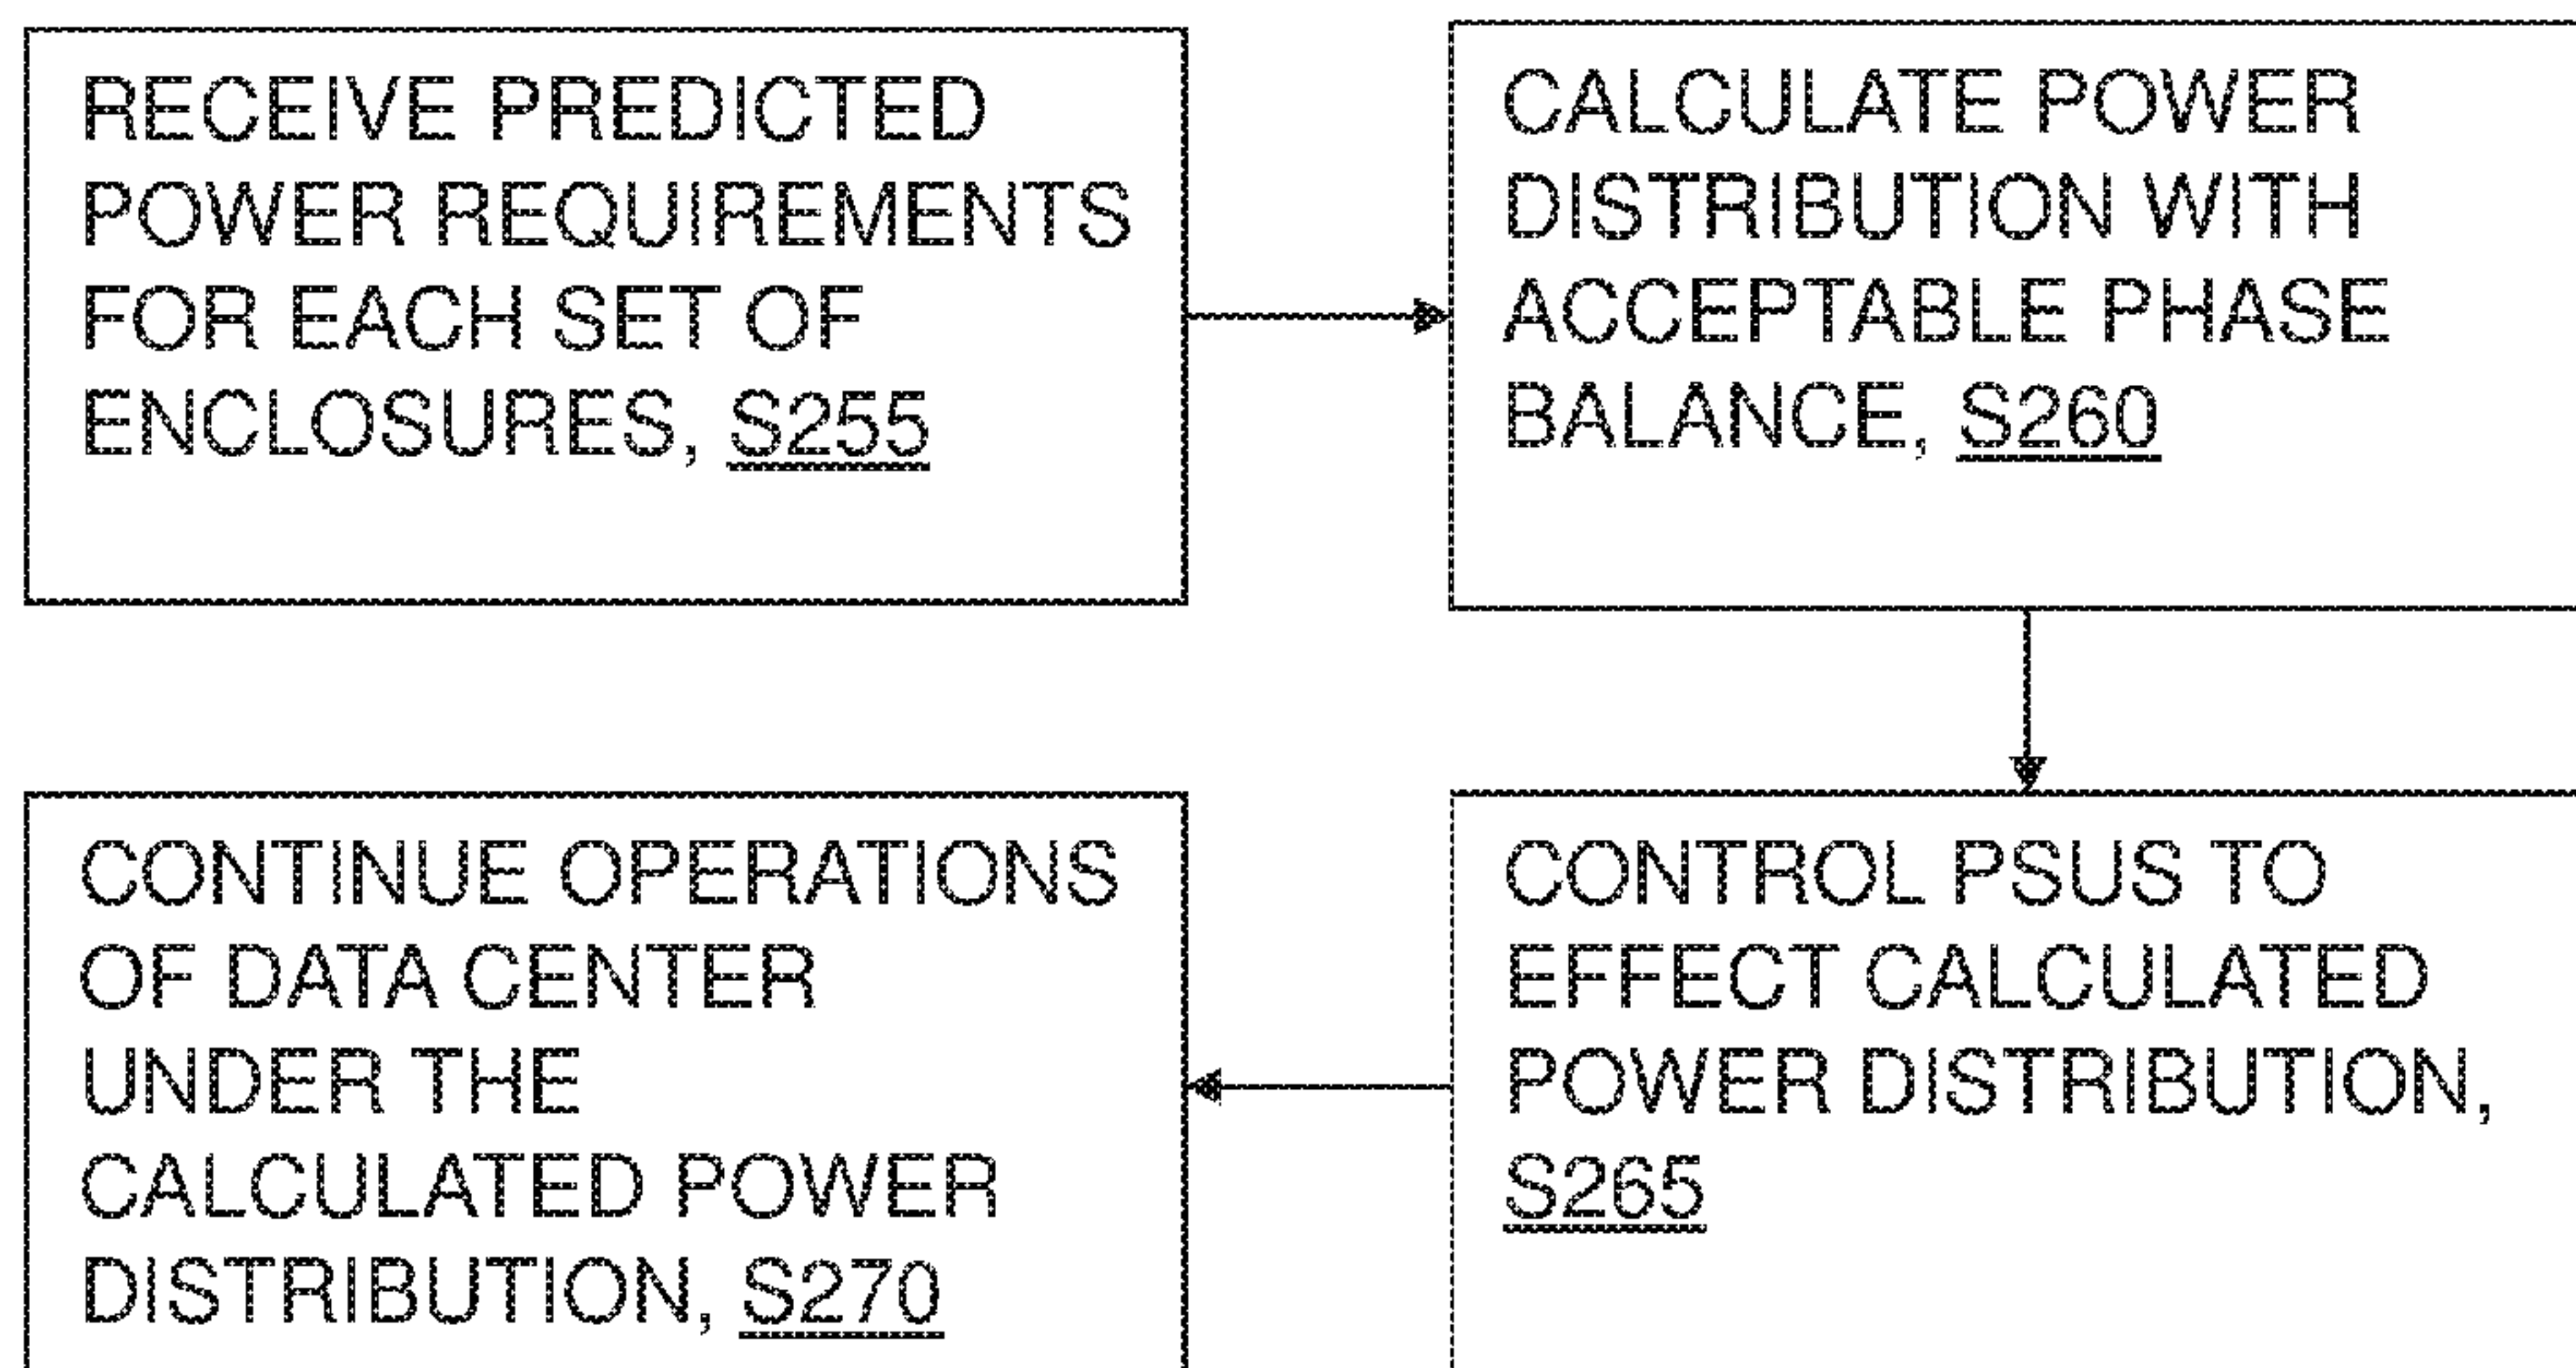 RECEIVE PREDICTED
POWER REQUIREMENTS
FOR EACH SET OF
ENCLOSURES, S255
CALCULATE POWER
DISTRIBUTION WITH
ACCEPTABLE PHASE
BALANCE, S260
CONTROL PSUS TO
EFFECT CALCULATED
POWER DISTRIBUTION,
S265
CONTINUE OPERATIONS
OF DATA CENTER
UNDER THE
CALCULATED POWER
DISTRIBUTION, S270